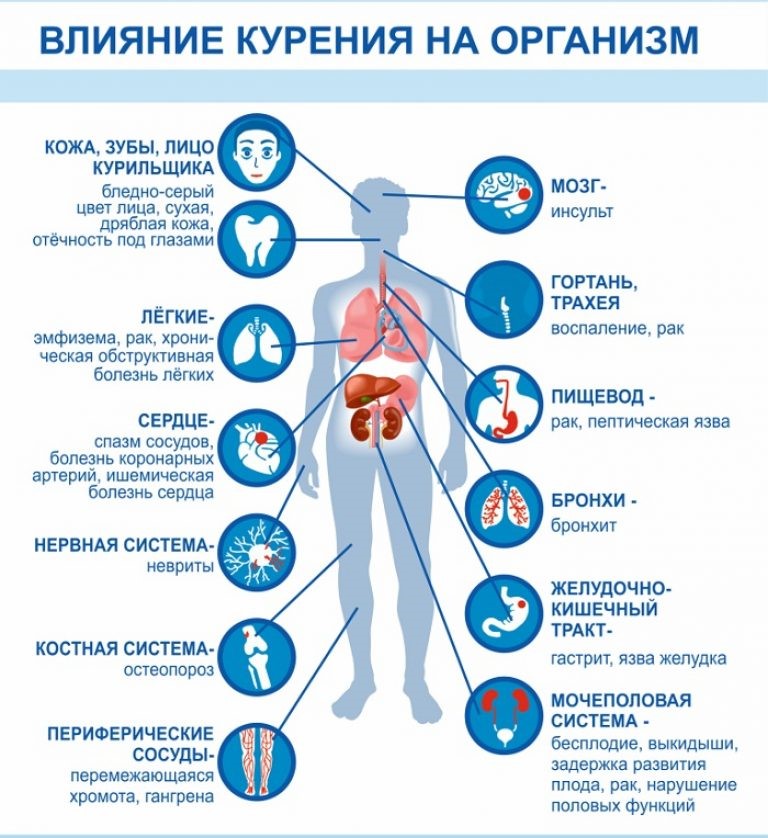 ВЛИЯНИЕ КУРЕНИЯ НА ОРГАНИЗМ
КОЖА, ЗУБЫ, ЛИЦО
КУРИЛЬЩИКА
бледно-серый
цвет лица, сухая,
дряблая кожа,
отёчность под глазами
ЛЁГКИЕ-
эмфизема, рак, хрони-
ческая обструктивная
болезнь лёгких
СЕРДЦЕ-
спазм сосудов,
болезнь коронарных
артерий, ишемическая
болезнь сердца
НЕРВНАЯ СИСТЕМА-
невриты
КОСТНАЯ СИСТЕМА-
остеопороз
ПЕРИФЕРИЧЕСКИЕ
СОСУДЫ-
перемежающаяся
хромота, гангрена
МОЗГ-
инсульт
ГОРТАНЬ,
ТРАХЕЯ
воспаление, рак
ПИЩЕВОД -
рак, пептическая язва
БРОНХИ -
бронхит
ЖЕЛУДОЧНО-
КИШЕЧНЫЙ
ТРАКТ-
гастрит, язва желудка
МОЧЕПОЛОВАЯ
СИСТЕМА -
бесплодие, выкидыши,
задержка развития
плода, рак, нарушение
половых функций